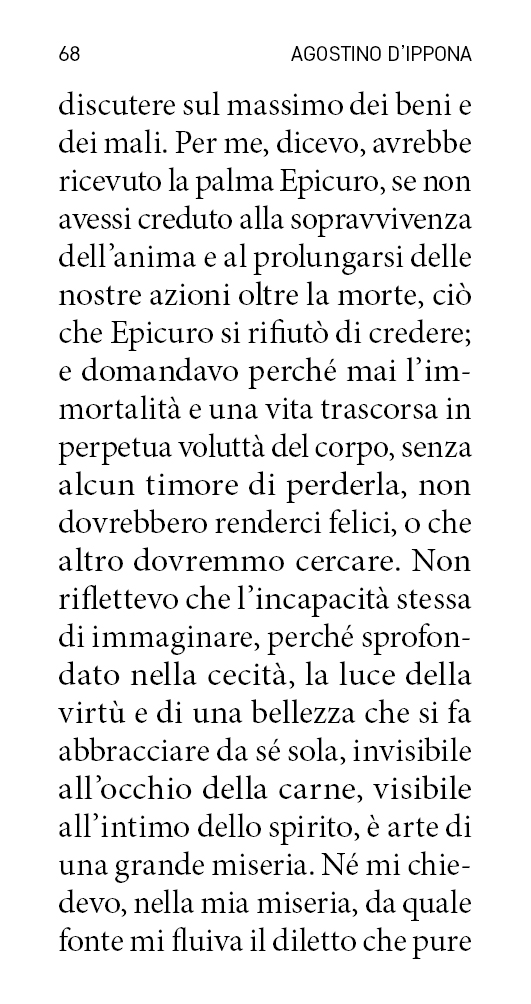 68 AGOSTINO D'IPPONA
discutere sul massimo dei beni e
dei mali. Per me, dicevo, avrebbe
ricevuto la palma Epicuro, se non
avessi creduto alla sopravvivenza
dell'anima e al prolungarsi delle
nostre azioni oltre la morte, ciò
che Epicuro si rifiutò di credere;
e domandavo perché mai l'im-
mortalità e una vita trascorsa in
perpetua voluttà del corpo, senza
alcun timore di perderla, non
dovrebbero renderci felici, o che
altro dovremmo cercare. Non
riflettevo che l'incapacità stessa
di immaginare, perché sprofon-
dato nella cecità, la luce della
virtù e di una bellezza che si fa
abbracciare da sé sola, invisibile
all'occhio della carne, visibile
all'intimo dello spirito, è arte di
una grande miseria. Né mi chie-
devo, nella mia miseria, da quale
fonte mi fluiva il diletto che pure